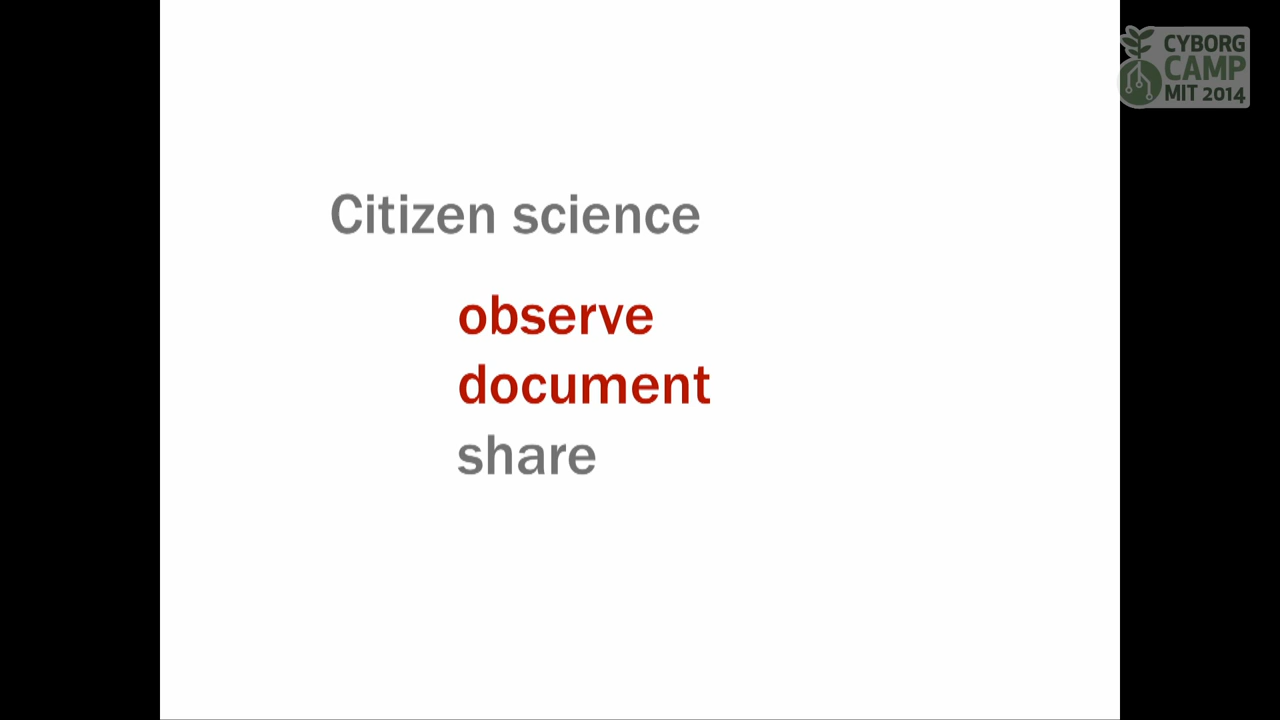 Citizen science
observe
document
share
CYBORG
CAMP
MIT 2014